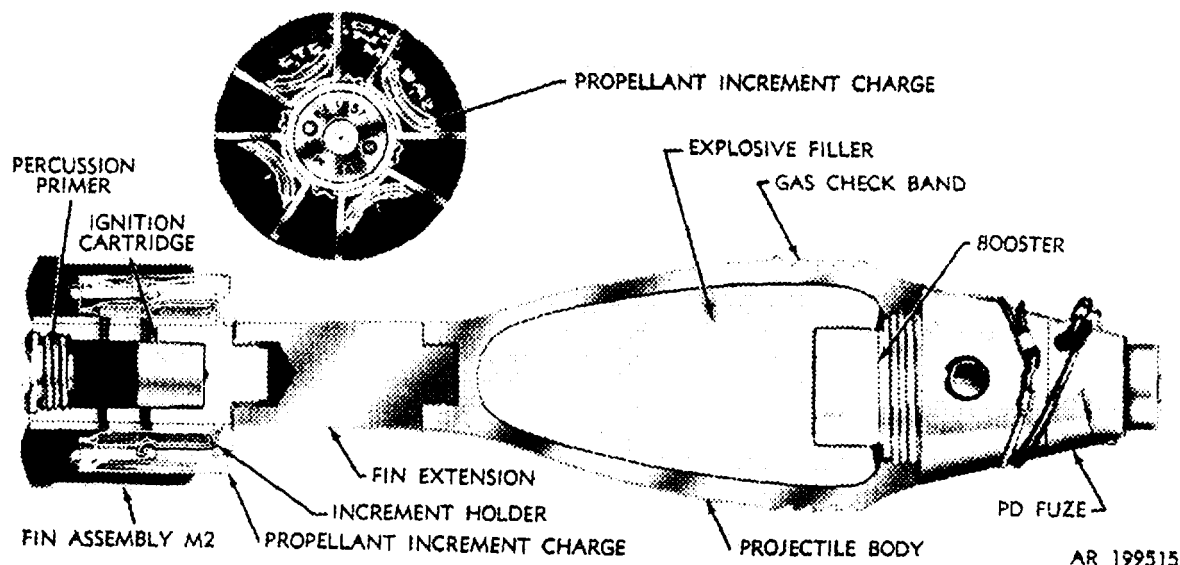 PROPELLANT INCREMENT CHARGE
EXPLOSIVE FILLER
GAS CHECK BAND
PERCUSSION
PRIMER
IGNITION
CARTRIDGE
BOOSTER
FIN EXTENSION
INCREMENT HOLDER
PD FUZE
FIN ASSEMBLY M2
PROPELLANT INCREMENT CHARGE
PROJECTILE BODY
AR 199515